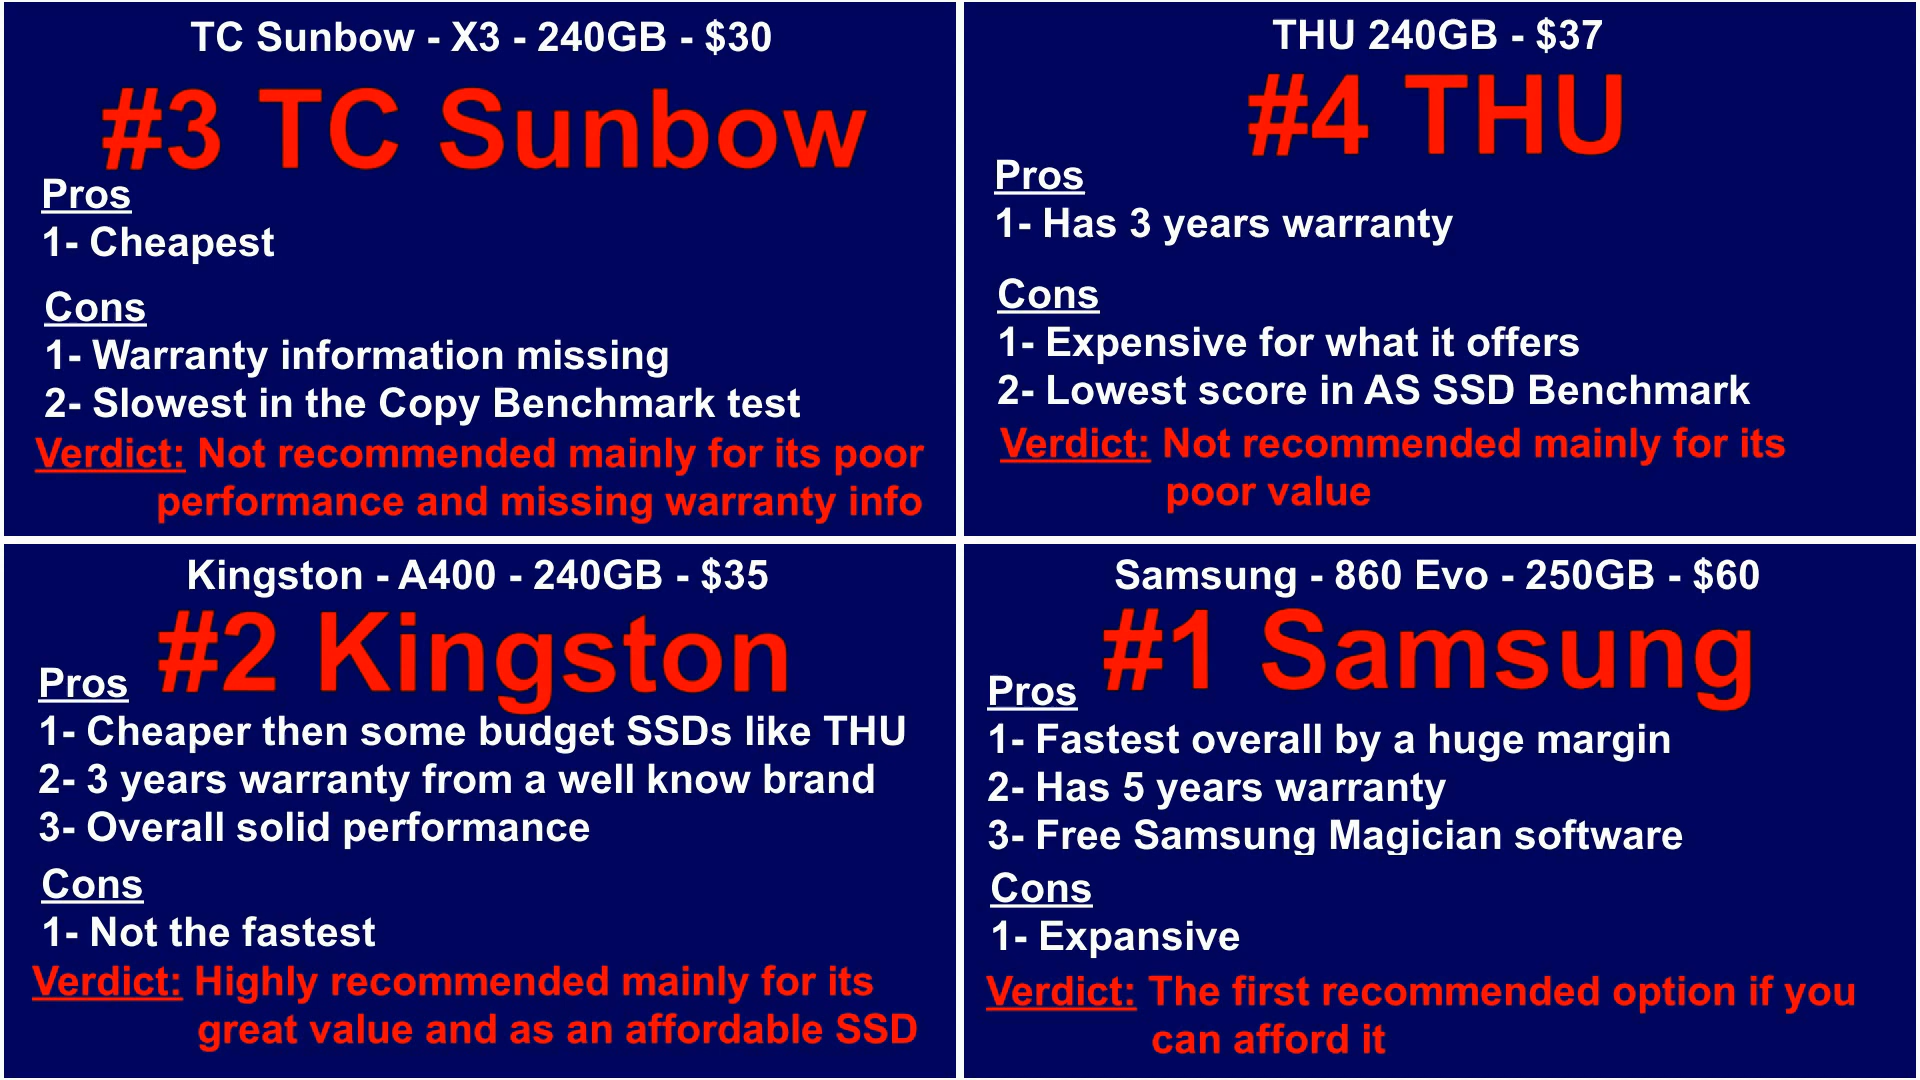 TC Sunbow - X3 - 240GB - $30
#3 TC Sunbow
Pros
1- Cheapest
Cons
1- Warranty information missing
2- Slowest in the Copy Benchmark test
Verdict: Not recommended mainly for its poor
performance and missing warranty info
THU 240GB - $37
#4 THU
Pros
1- Has 3 years warranty
Cons
1- Expensive for what it offers
2- Lowest score in AS SSD Benchmark
Verdict: Not recommended mainly for its
poor value
Kingston - A400 - 240GB - $35
#2 Kingston
Pros
1- Cheaper then some budget SSDs like THU
2- 3 years warranty from a well know brand
3- Overall solid performance
Cons
1- Not the fastest
Verdict: Highly recommended mainly for its
great value and as an affordable SSD
Samsung - 860 Evo - 250GB - $60
#1 Samsung
Pros
1- Fastest overall by a huge margin
2- Has 5 years warranty
3- Free Samsung Magician software
Cons
1- Expansive
Verdict: The first recommended option if you
can afford it